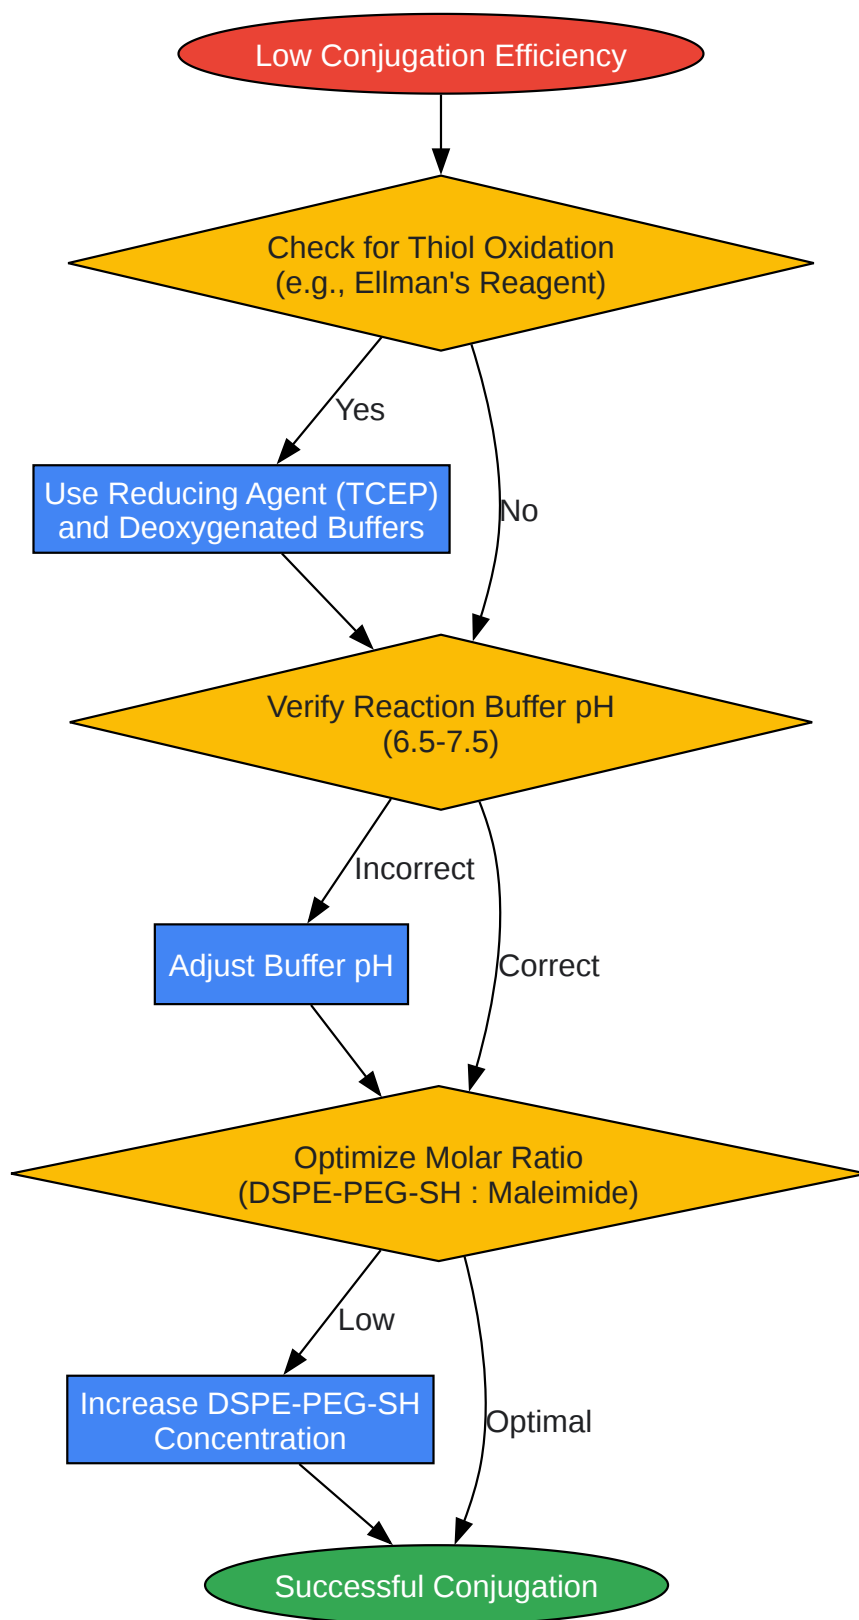 Low Conjugation Efficiency
Check for Thiol Oxidation
(e.g., Ellman's Reagent)
Yes
Use Reducing Agent (TCEP)
and Deoxygenated Buffers
No
Verify Reaction Buffer pH
(6.5-7.5)
Incorrect
Adjust Buffer pH
Correct
Optimize Molar Ratio
(DSPE-PEG-SH : Maleimide)
Low
Increase DSPE-PEG-SH
Concentration
Optimal
Successful Conjugation